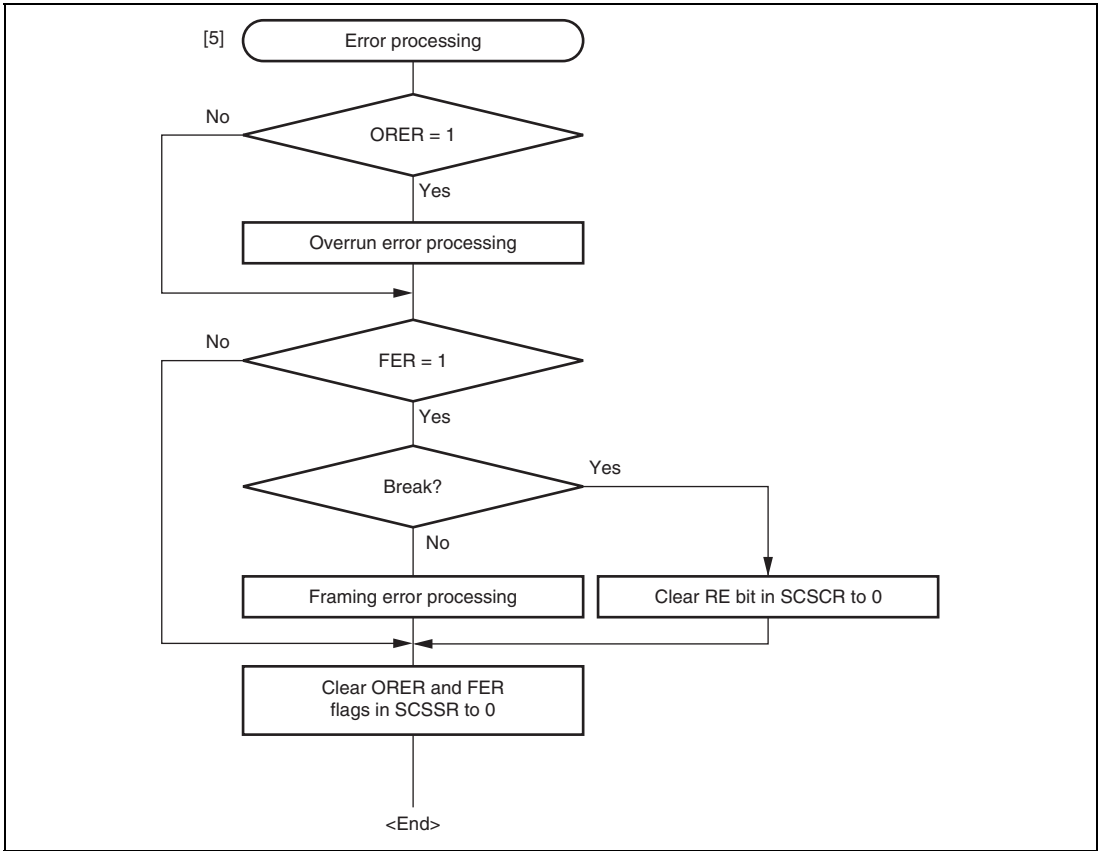 [5] Error processing
No
ORER = 1
Yes
Overrun error processing
No
FER = 1
Yes
Yes
Break?
No
Framing error processing
Clear RE bit in SCSCR to 0
Clear ORER and FER
flags in SCSSR to 0
<End>